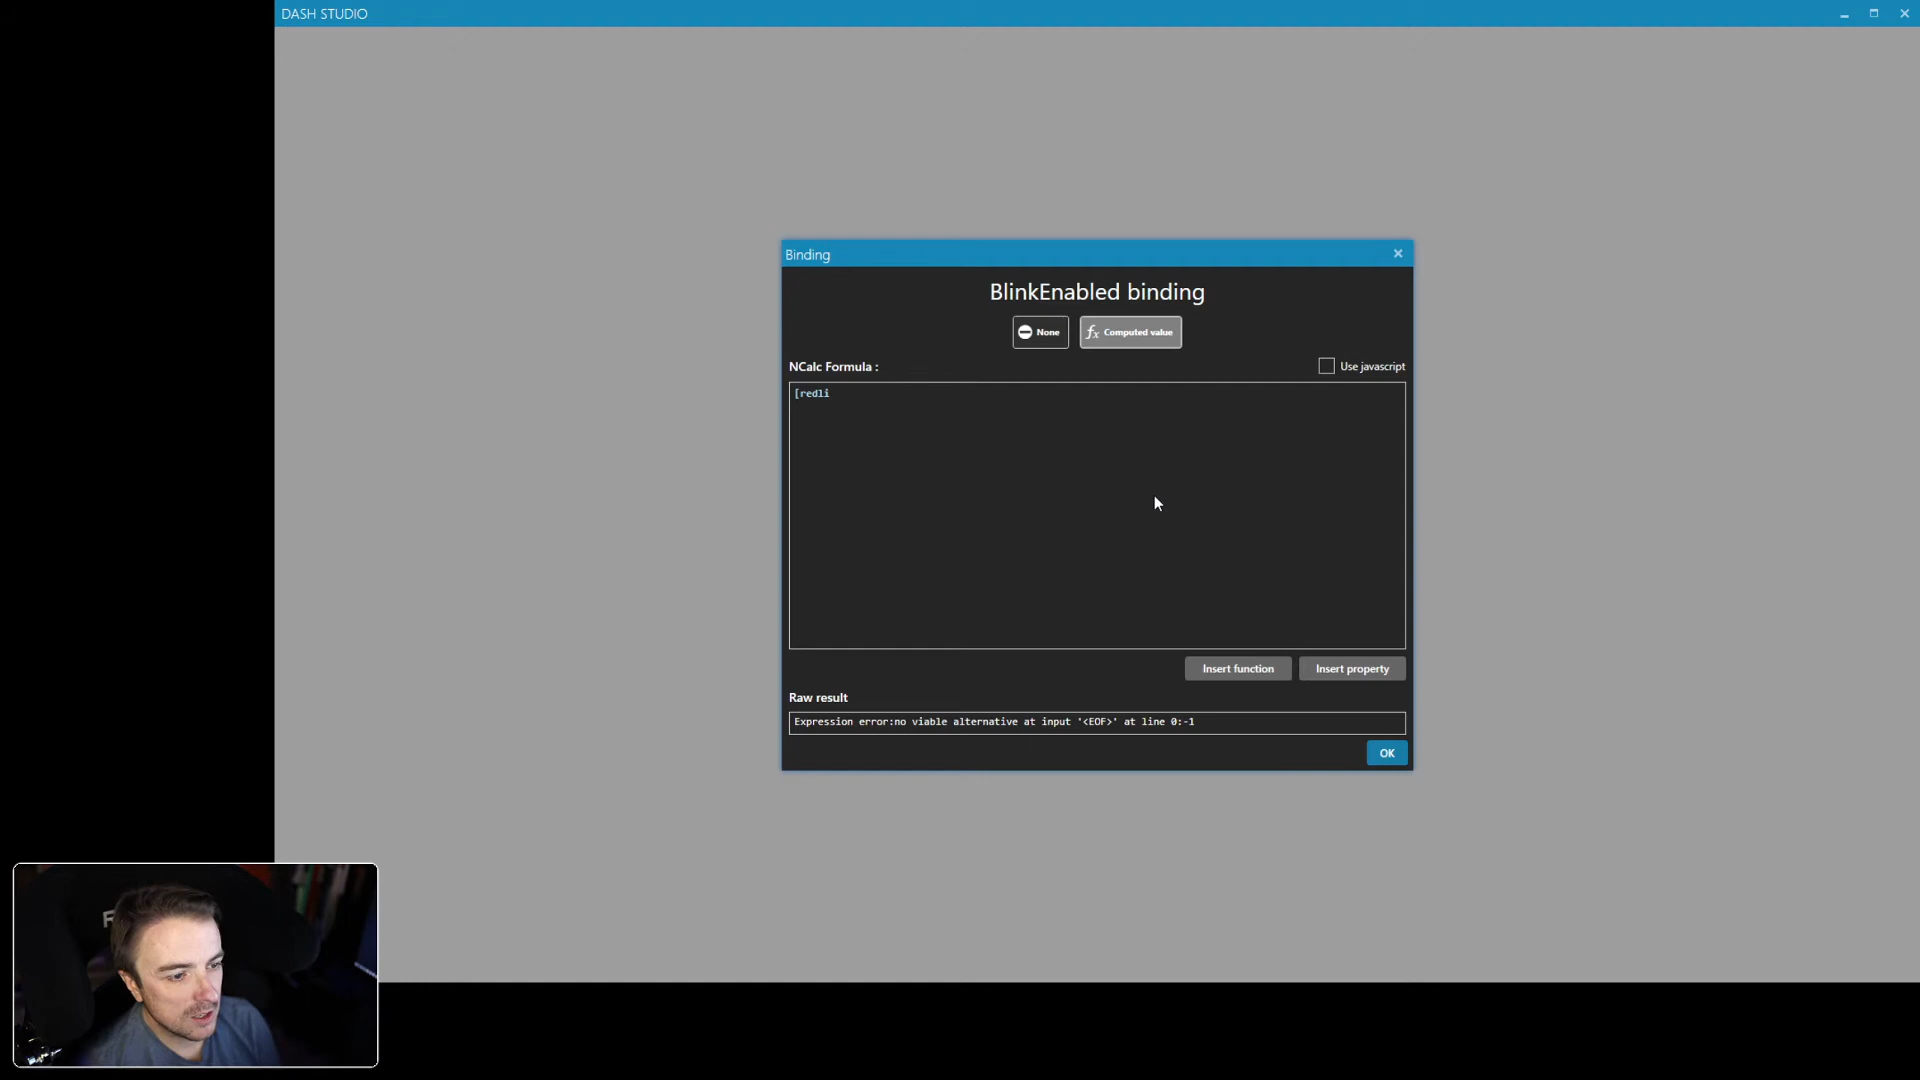 DASH STUDIO
Binding
BlinkEnabled binding
None
fx Computed value
NCalc Formula :
Use javascript
[redli
Insert function
Insert property
Raw result
Expression error:no viable alternative at input '<EOF>' at line 0:-1
OK